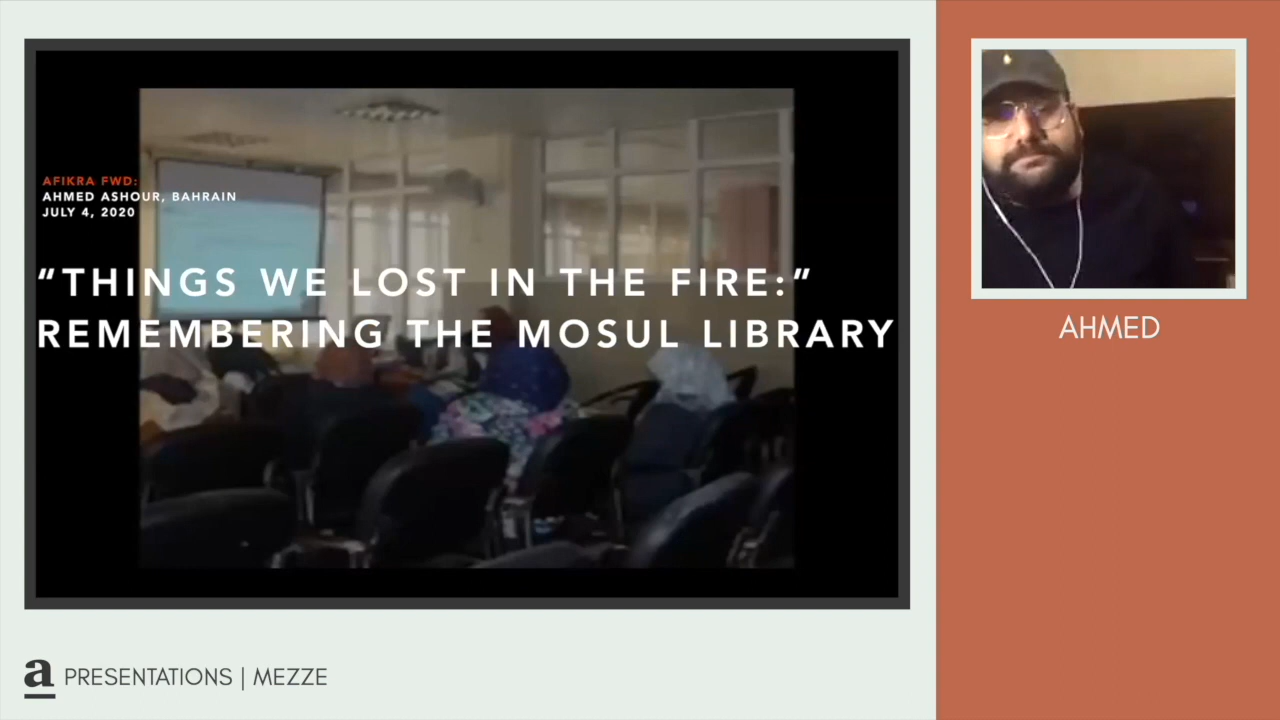 AFIKRA FWD:
AHMED ASHOUR, BAHRAIN
JULY 4, 2020
“THINGS WE LOST IN THE FIRE:”
REMEMBERING THE MOSUL LIBRARY
AHMED
a PRESENTATIONS | MEZZE